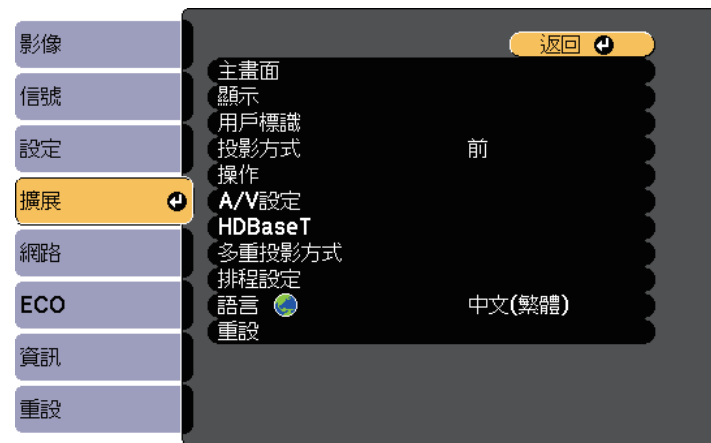 影像
信號
設定
擴展
網路
ECO
資訊
重設
返回
主畫面
顯示
用戶標識
投影方式 前
操作
A/V設定
HDBaseT
多重投影方式
排程設定
語言 中文(繁體)
重設